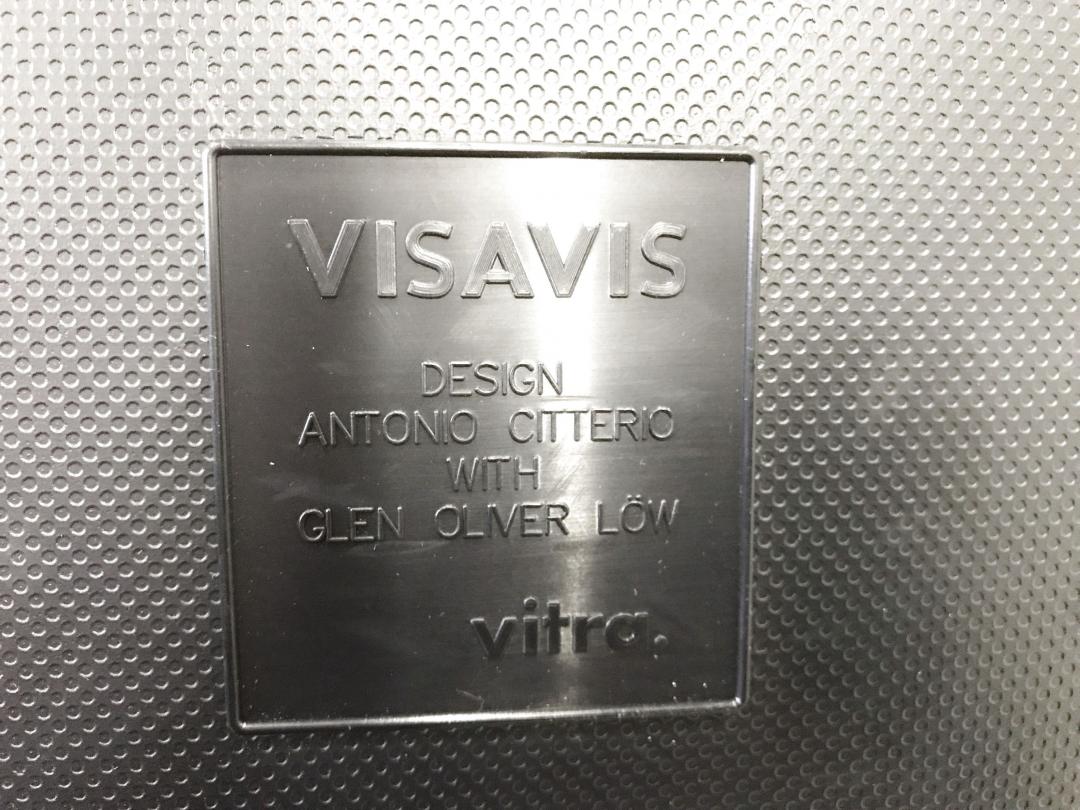 VISAVIS
DESIGN
ANTONIO CITTERIO
WITH
GLEN OLIVER LÖW
vitra.